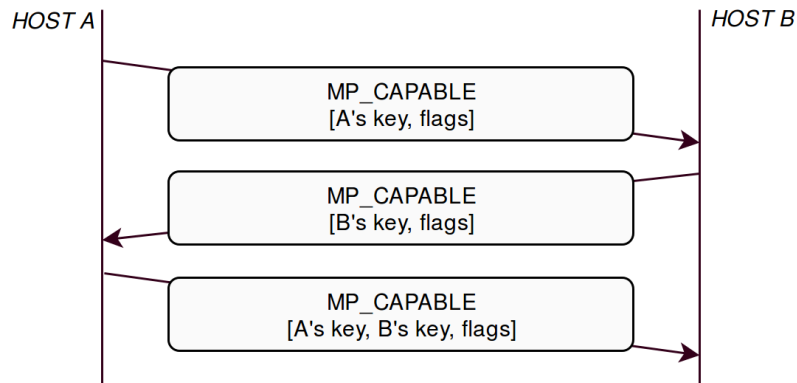 HOST A
HOST B
MP_CAPABLE
[A's key, flags]
MP_CAPABLE
[B's key, flags]
MP_CAPABLE
[A's key, B's key, flags]